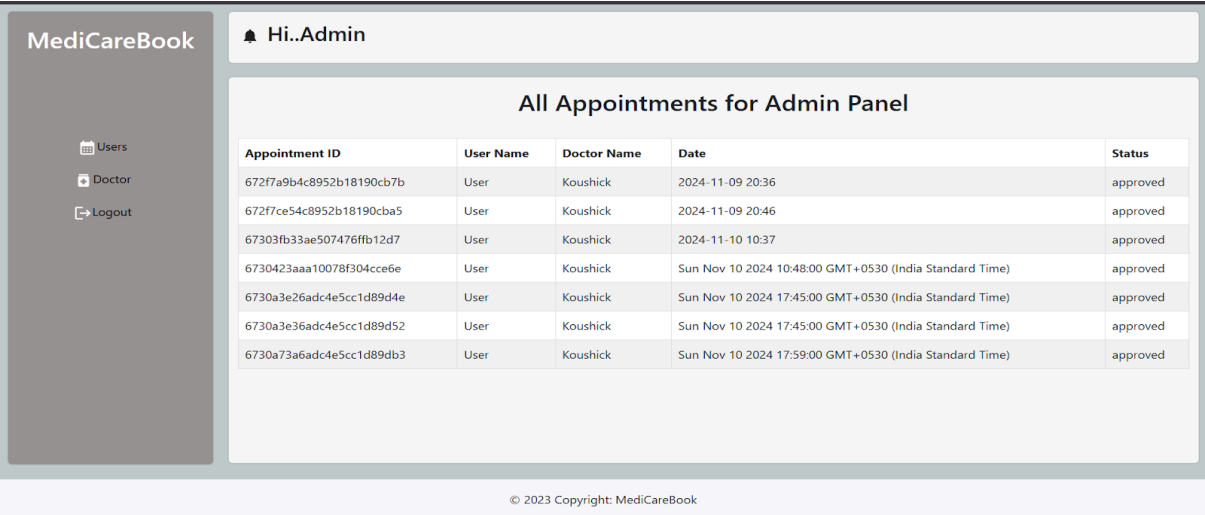 MediCareBook
Hi..Admin
Users
Doctor
Logout
All Appointments for Admin Panel
Appointment ID User Name Doctor Name Date Status
672f7a9b4c8952b18190cb7b User Koushick 2024-11-09 20:36 approved
672f7ce54c8952b18190cba5 User Koushick 2024-11-09 20:46 approved
67303fb33ae507476ffb12d7 User Koushick 2024-11-10 10:37 approved
6730423aaa10078f304cce6e User Koushick Sun Nov 10 2024 10:48:00 GMT+0530 (India Standard Time) approved
6730a3e26adc4e5cc1d89d4e User Koushick Sun Nov 10 2024 17:45:00 GMT+0530 (India Standard Time) approved
6730a3e36adc4e5cc1d89d52 User Koushick Sun Nov 10 2024 17:45:00 GMT+0530 (India Standard Time) approved
6730a73a6adc4e5cc1d89db3 User Koushick Sun Nov 10 2024 17:59:00 GMT+0530 (India Standard Time) approved
© 2023 Copyright: MediCareBook